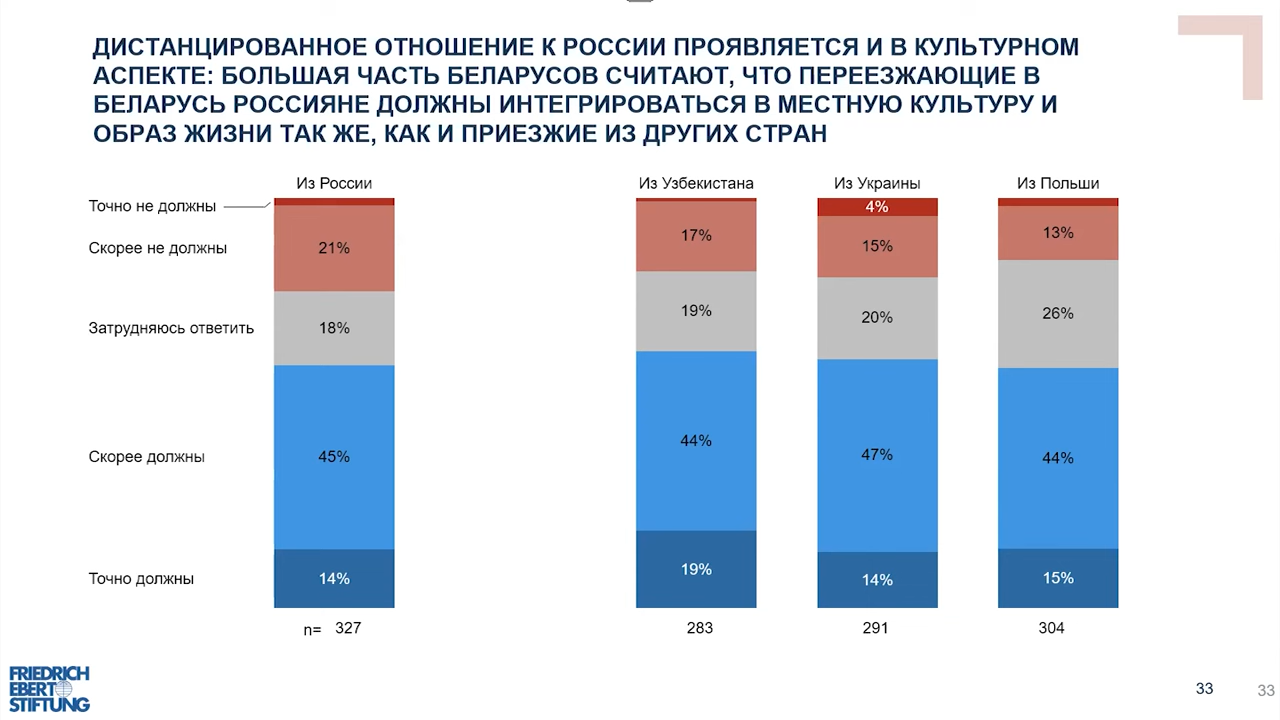 ДИСТАНЦИРОВАННОЕ ОТНОШЕНИЕ К РОССИИ ПРОЯВЛЯЕТСЯ И В КУЛЬТУРНОМ
АСПЕКТЕ: БОЛЬШАЯ ЧАСТЬ БЕЛАРУСОВ СЧИТАЮТ, ЧТО ПЕРЕЕЗЖАЮЩИЕ В
БЕЛАРУСЬ РОССИЯНЕ ДОЛЖНЫ ИНТЕГРИРОВАТЬСЯ В МЕСТНУЮ КУЛЬТУРУ И
ОБРАЗ ЖИЗНИ ТАК ЖЕ, КАК И ПРИЕЗЖИЕ ИЗ ДРУГИХ СТРАН
Из России Из Узбекистана Из Украины Из Польши
Точно не должны 4%
Скорее не должны 21% 17% 15% 13%
Затрудняюсь ответить 18% 19% 20% 26%
Скорее должны 45% 44% 47% 44%
Точно должны 14% 19% 14% 15%
n= 327 283 291 304
FRIEDRICH
EBERT
STIFTUNG
33 33